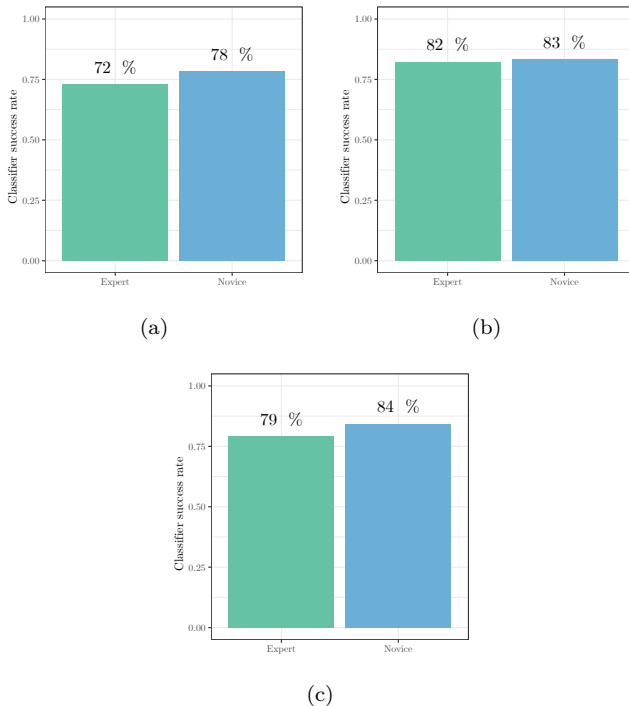 1.00
0.75
0.50
0.25
0.00
Classifier success rate
72 %
78 %
Expert
Novice
(a)
1.00
0.75
0.50
0.25
0.00
Classifier success rate
82 %
83 %
Expert
Novice
(b)
1.00
0.75
0.50
0.25
0.00
Classifier success rate
79 %
84 %
Expert
Novice
(c)